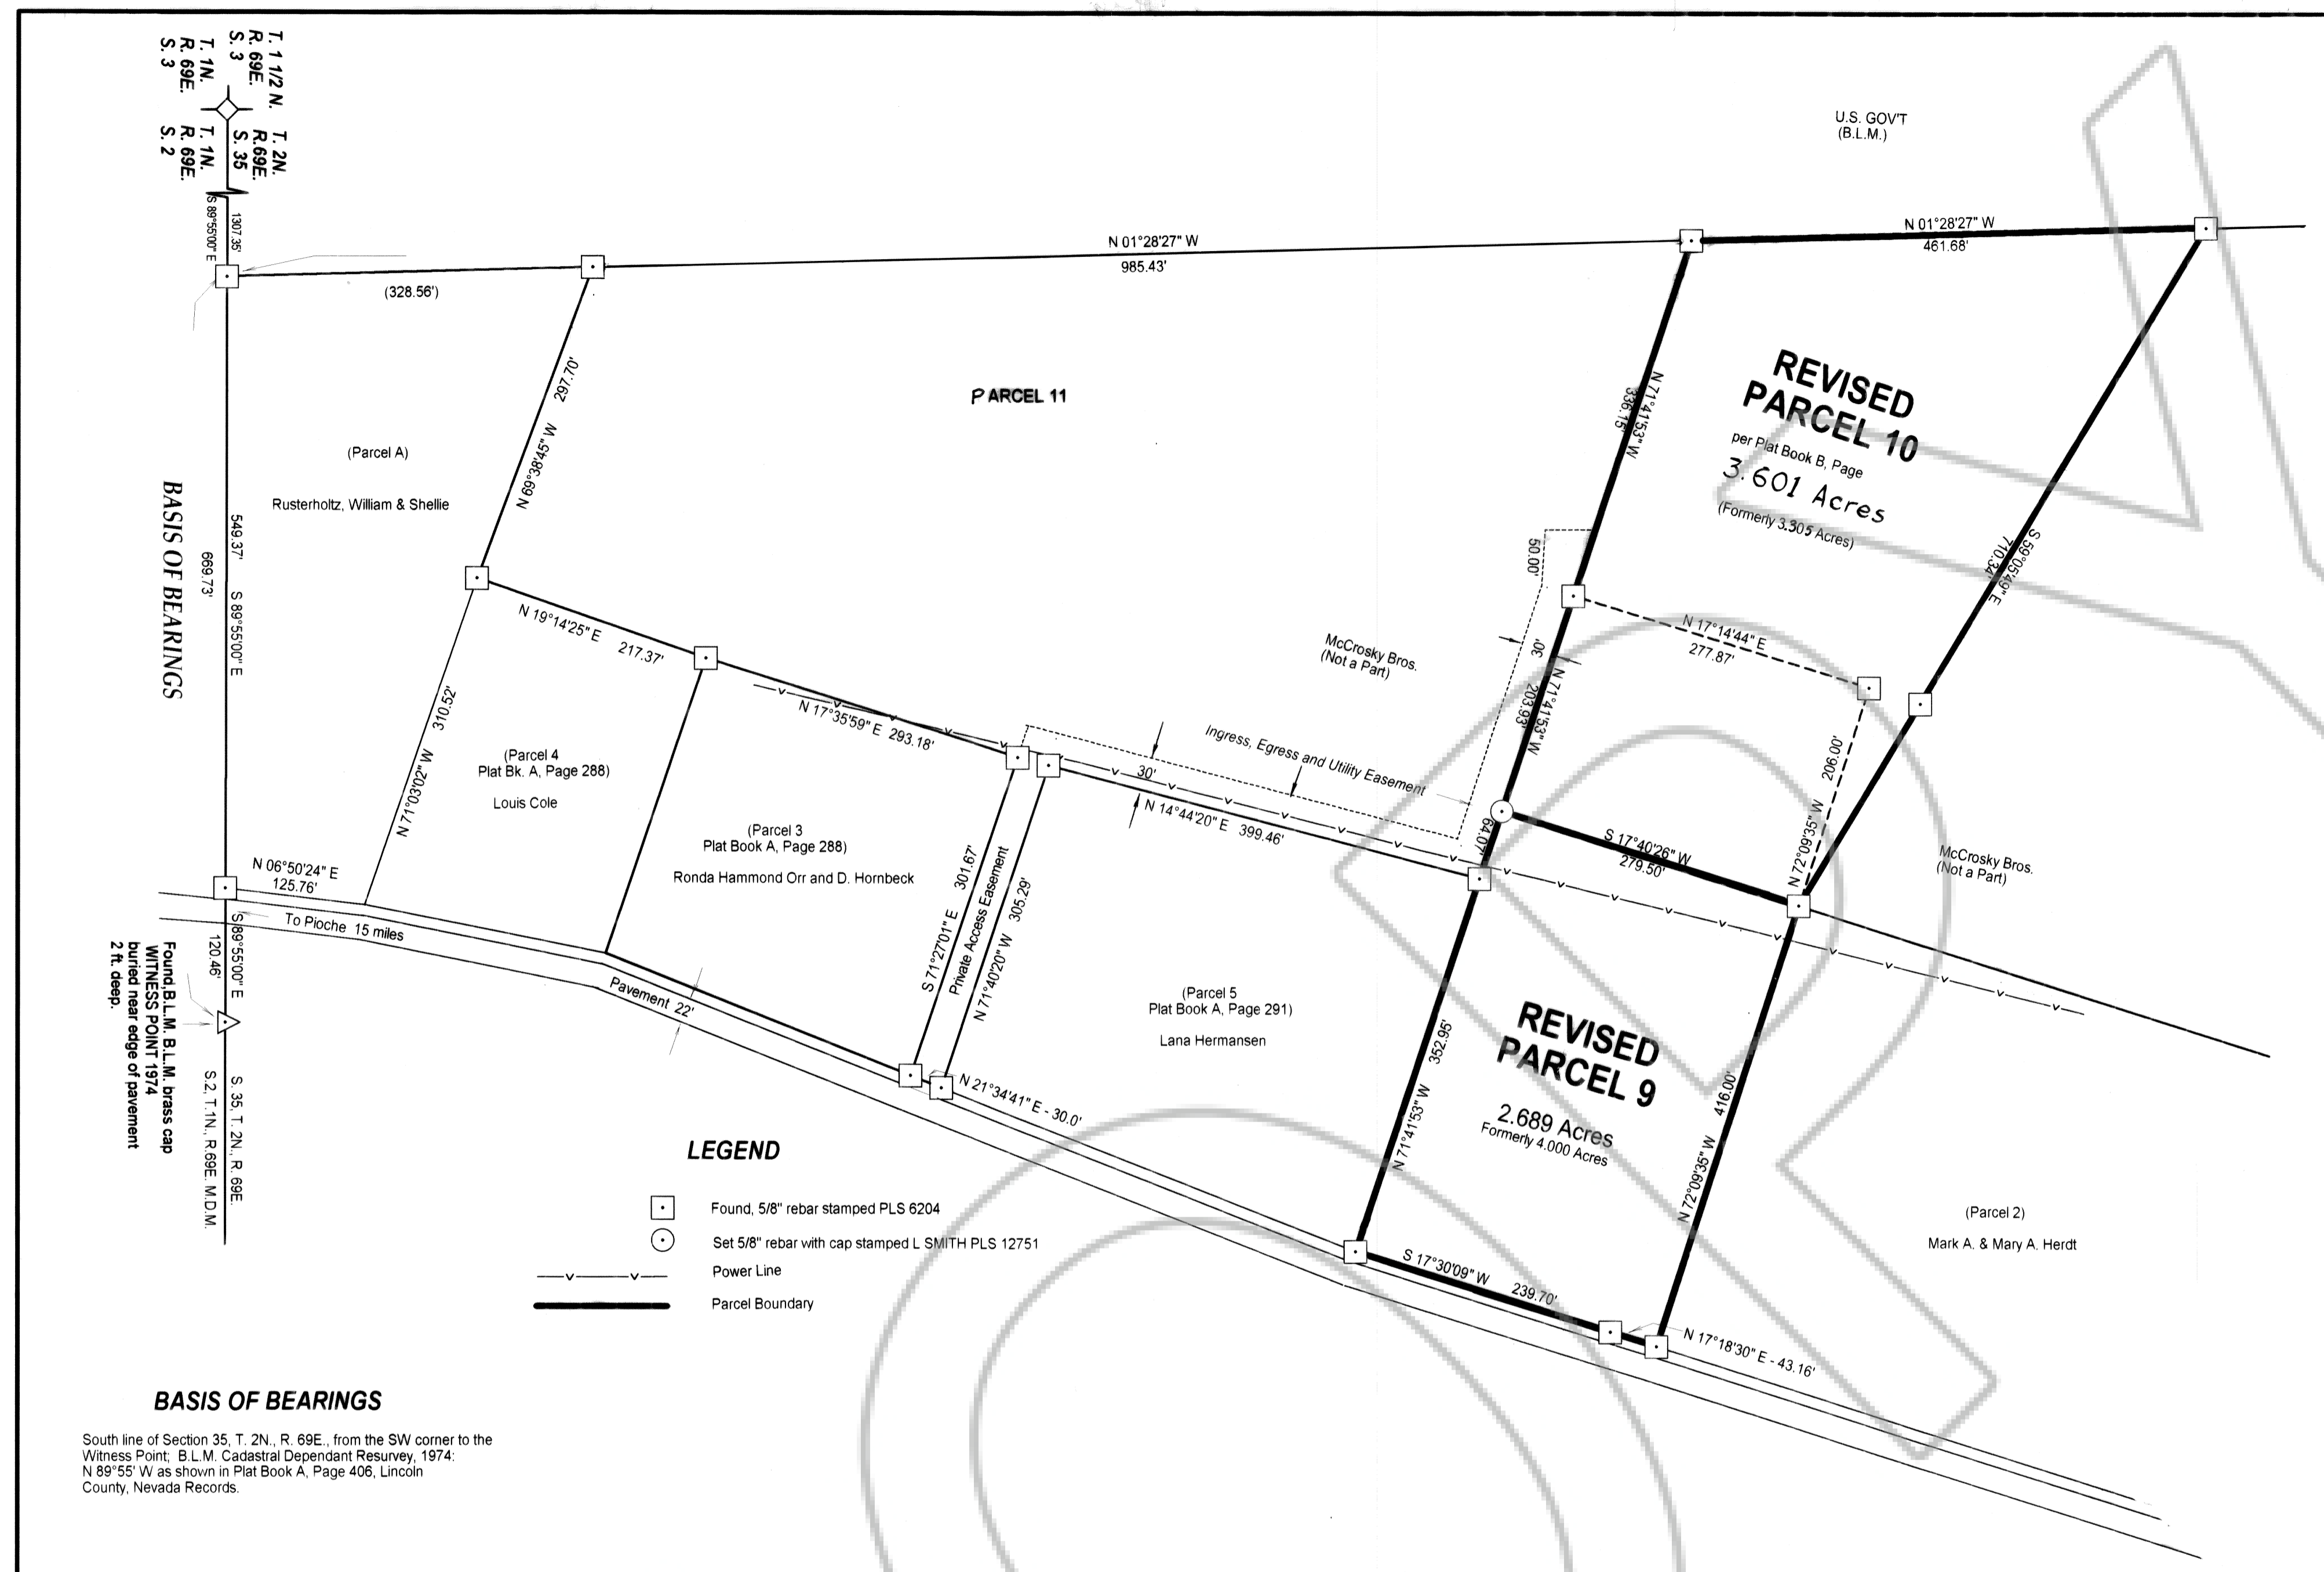 T. 1 1/2 N. T. 2N.
R. 69E. R.69E.
S. 3 S. 35
T. 1N. T. 1N.
R. 69E. R. 69E.
S. 3 S. 2
1307.35'
S 89°55'00" E
U.S. GOV'T
(B.L.M.)
N 01°28'27" W
985.43'
N 01°28'27" W
461.68'
(328.56')
N 69°38'45" W 297.70'
PARCEL 11
(Parcel A)
Rusterholtz, William & Shellie
BASIS OF BEARINGS
549.37' S 89°55'00" E
669.73'
N 71°41'53" W
336.15'
REVISED
PARCEL 10
per Plat Book B, Page
3.601 Acres
(Formerly 3.305 Acres)
S 59°05'49" E
710.34'
50.00'
N 19°14'25" E 217.37'
N 71°03'02" W 310.52'
N 17°35'59" E 293.18'
McCrosky Bros.
(Not a Part)
30'
N 71°41'53" W
203.93'
N 17°14'44" E
277.87'
206.00'
N 72°09'35" W
(Parcel 4
Plat Bk. A, Page 288)
Louis Cole
Ingress, Egress and Utility Easement
30'
N 14°44'20" E 399.46'
64.07'
S 17°40'26" W
279.50'
McCrosky Bros.
(Not a Part)
(Parcel 3
Plat Book A, Page 288)
Ronda Hammond Orr and D. Hornbeck
S 71°27'01" E 301.67'
Private Access Easement
N 71°40'20" W 305.29'
N 06°50'24" E
125.76'
To Pioche 15 miles
S 89°55'00" E
120.46'
Found,B.L.M. B.L.M. brass cap
WITNESS POINT 1974
buried near edge of pavement
2 ft. deep.
Pavement 22'
(Parcel 5
Plat Book A, Page 291)
Lana Hermansen
REVISED
PARCEL 9
2.689 Acres
Formerly 4.000 Acres
N 71°41'53" W 352.95'
N 72°09'35" W 416.00'
S. 35, T. 2N., R. 69E.
S.2, T.1N., R.69E. M.D.M.
N 21°34'41" E - 30.0'
LEGEND
Found, 5/8" rebar stamped PLS 6204
Set 5/8" rebar with cap stamped L SMITH PLS 12751
Power Line
Parcel Boundary
S 17°30'09" W 239.70'
N 17°18'30" E - 43.16'
(Parcel 2)
Mark A. & Mary A. Herdt
BASIS OF BEARINGS
South line of Section 35, T. 2N., R. 69E., from the SW corner to the
Witness Point; B.L.M. Cadastral Dependant Resurvey, 1974:
N 89°55' W as shown in Plat Book A, Page 406, Lincoln
County, Nevada Records.